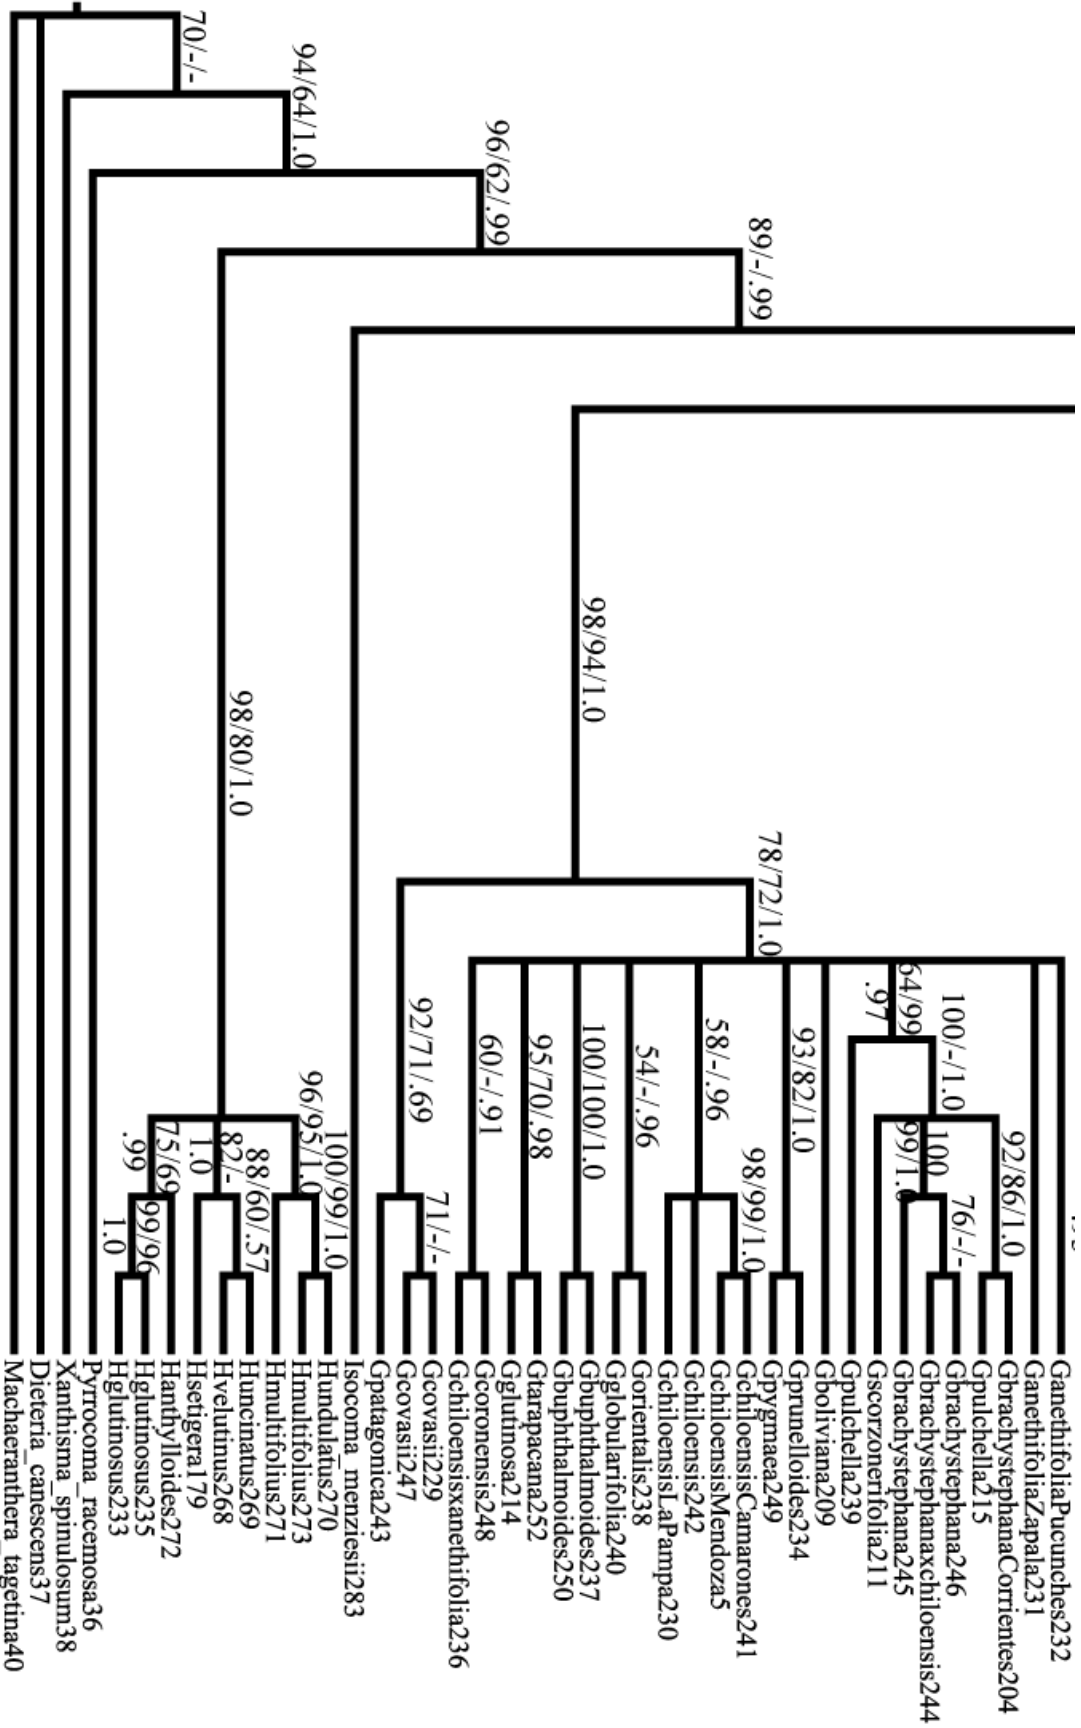 70/-/-
94/64/1.0
96/62/.99
89/-/.99
98/94/1.0
98/80/1.0
78/72/1.0
64/99
.97
100/-/1.0
92/71/.69
60/-/.91
95/70/.98
100/100/1.0
54/-/.96
58/-/.96
93/82/1.0
96/95/1.0
100/99/1.0
.99
75/69
1.0
82/-
88/60/.57
1.0
99/96
71/-/-
98/99/1.0
99/1.0
100
76/-/-
92/86/1.0
GanethifoliaPucunches232
GanethifoliaZapala231
GbrachystephanaCorrientes204
Gpulchella215
Gbrachystephana246
Gbrachystephanaxchiloensis244
Gbrachystephana245
Gscorzonerifolia211
Gpulchella239
Gboliviana209
Gprunelloides234
Gpygmaea249
GchiloensisCamarones241
GchiloensisMendoza5
Gchiloensis242
GchiloensisLaPampa230
Gorientalis238
Gglobularifolia240
Gbuphthalmoides237
Gbuphthalmoides250
Gtarapacana252
Gglutinosa214
Gcoronensis248
Gchiloensisxanethifolia236
Gcovasii229
Gcovasii247
Gpatagonica243
Isocoma_menziesii283
Hundulatus270
Hmultifolius273
Hmultifolius271
Huncinatus269
Hvelutinus268
Hsetigera179
Hanthylloides272
Hglutinosus235
Hglutinosus233
Pyrrocoma_racemosa36
Xanthisma_spinulosum38
Dieteria_canescens37
Machaeranthera_tagetina40